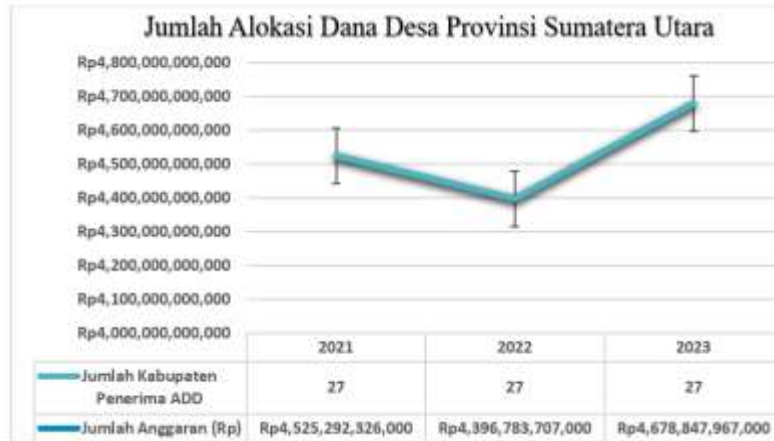 Jumlah Alokasi Dana Desa Provinsi Sumatera Utara
Rp4,800,000,000,000
Rp4,700,000,000,000
Rp4,600,000,000,000
Rp4,500,000,000,000
Rp4,400,000,000,000
Rp4,300,000,000,000
Rp4,200,000,000,000
Rp4,100,000,000,000
Rp4,000,000,000,000
2021 2022 2023
Jumlah Kabupaten
Penerima ADD 27 27 27
Jumlah Anggaran (Rp) Rp4,525,292,326,000 Rp4,396,783,707,000 Rp4,678,847,967,000